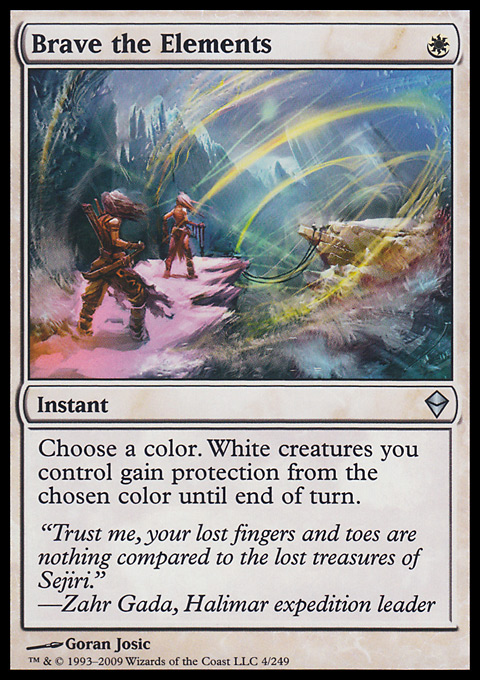 Brave the Elements
Instant
Choose a color. White creatures you
control gain protection from the
chosen color until end of turn.
“Trust me, your lost fingers and toes are
nothing compared to the lost treasures of
Sejiri.”
—Zahr Gada, Halimar expedition leader
Goran Josic
™ & © 1993–2009 Wizards of the Coast LLC 4/249